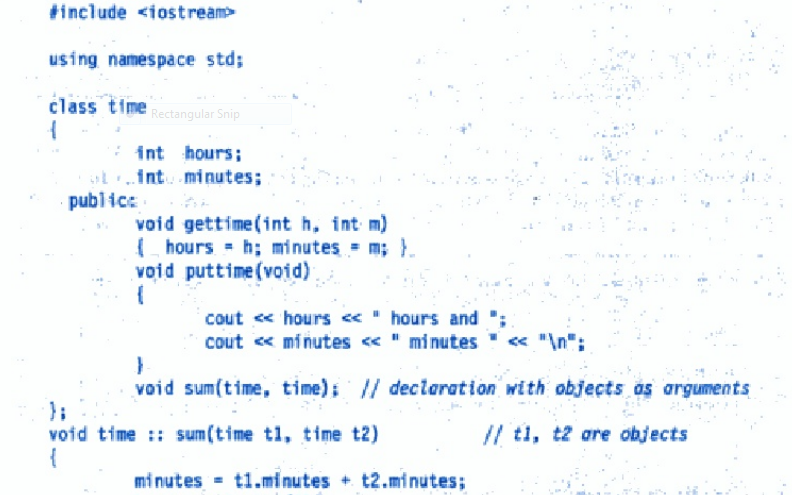 #include <iostream>
using namespace std;
class time
Rectangular Snip
{
int hours;
int minutes;
public:
void gettime(int h, int m)
{ hours = h; minutes = m; }
void puttime(void)
{
cout << hours << " hours and ";
cout << minutes << " minutes " << "\n";
}
void sum(time, time); // declaration with objects as arguments
};
void time :: sum(time t1, time t2) // t1, t2 are objects
{
minutes = t1.minutes + t2.minutes;